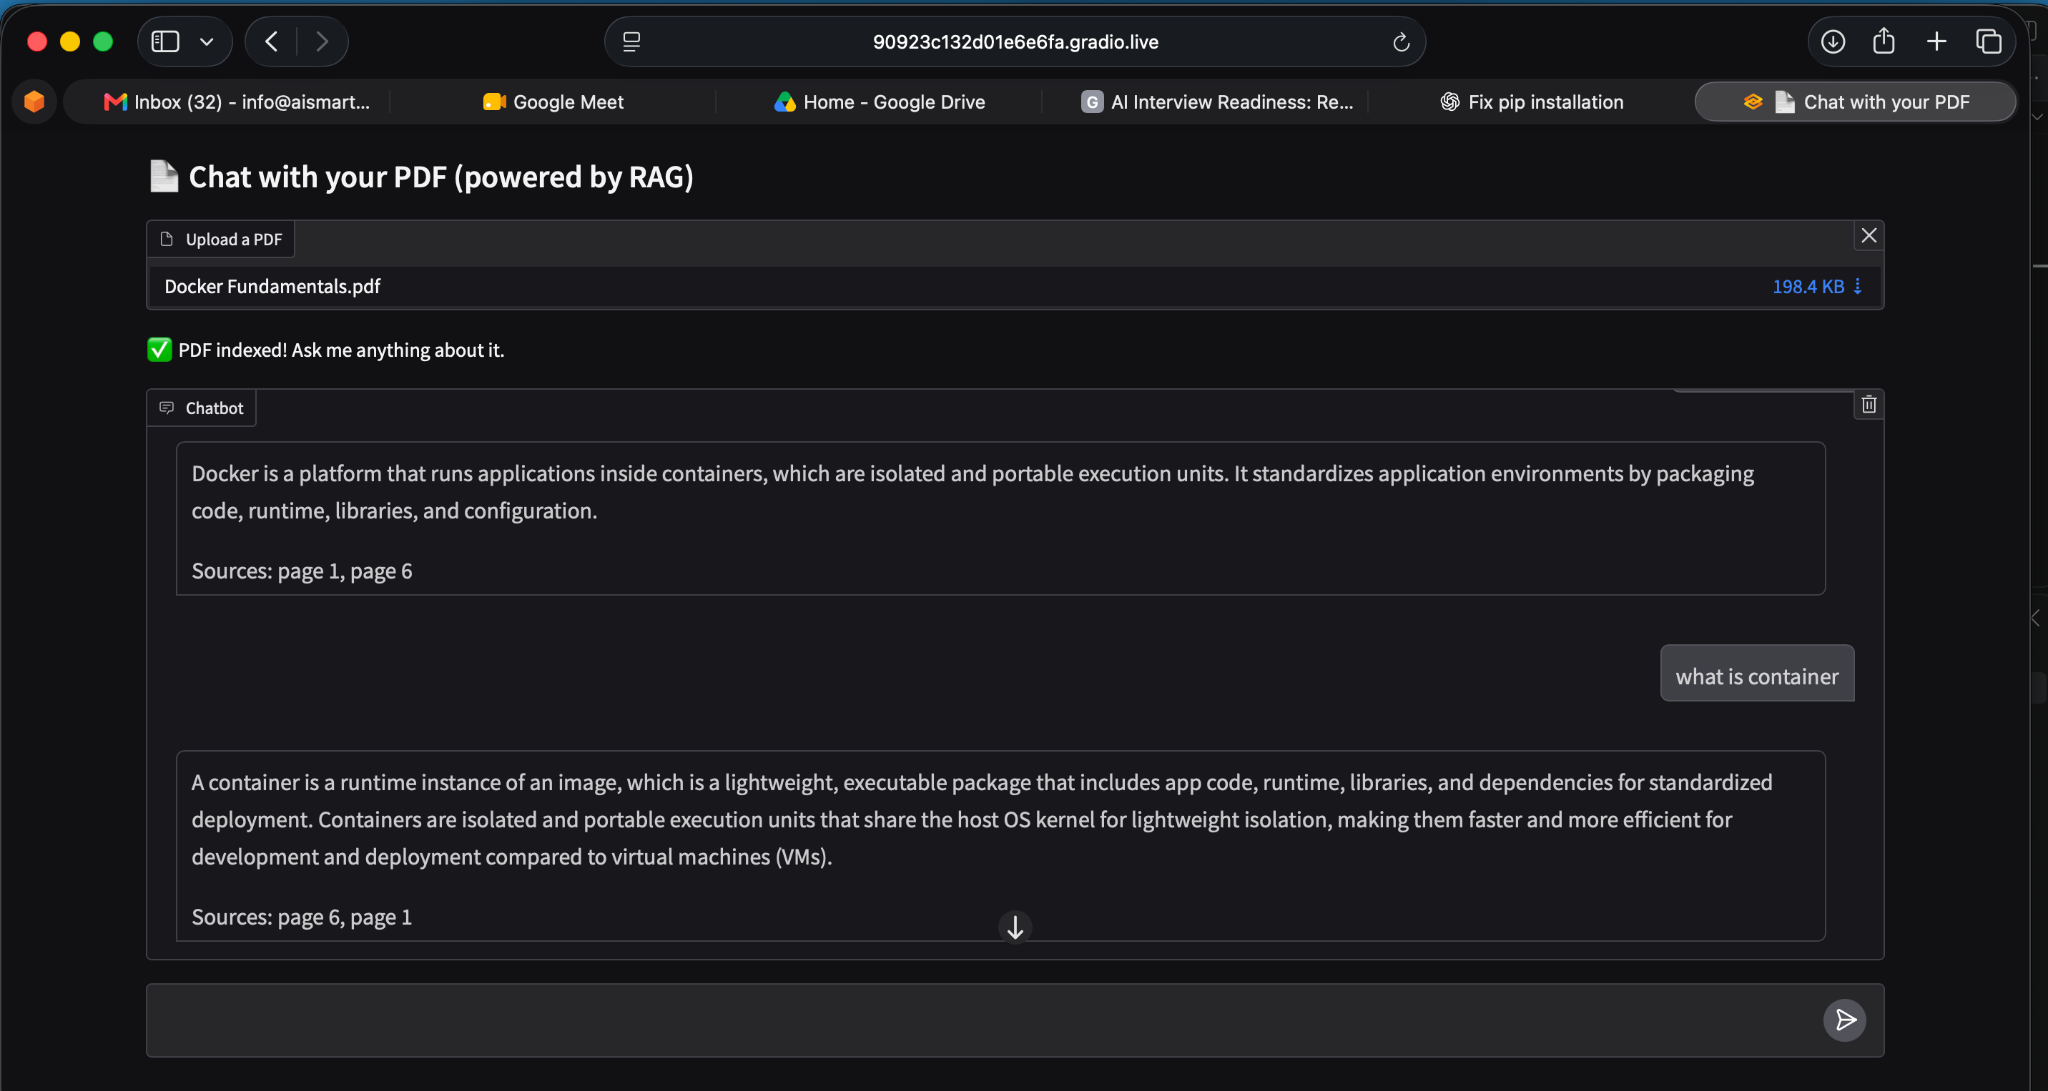 90923c132d01e6e6fa.gradio.live
Inbox (32) - info@aismart...
Google Meet
Home - Google Drive
G AI Interview Readiness: Re...
Fix pip installation
Chat with your PDF
Chat with your PDF (powered by RAG)
Upload a PDF
Docker Fundamentals.pdf 198.4 KB ⇣
PDF indexed! Ask me anything about it.
Chatbot
Docker is a platform that runs applications inside containers, which are isolated and portable execution units. It standardizes application environments by packaging
code, runtime, libraries, and configuration.
Sources: page 1, page 6
what is container
A container is a runtime instance of an image, which is a lightweight, executable package that includes app code, runtime, libraries, and dependencies for standardized
deployment. Containers are isolated and portable execution units that share the host OS kernel for lightweight isolation, making them faster and more efficient for
development and deployment compared to virtual machines (VMs).
Sources: page 6, page 1